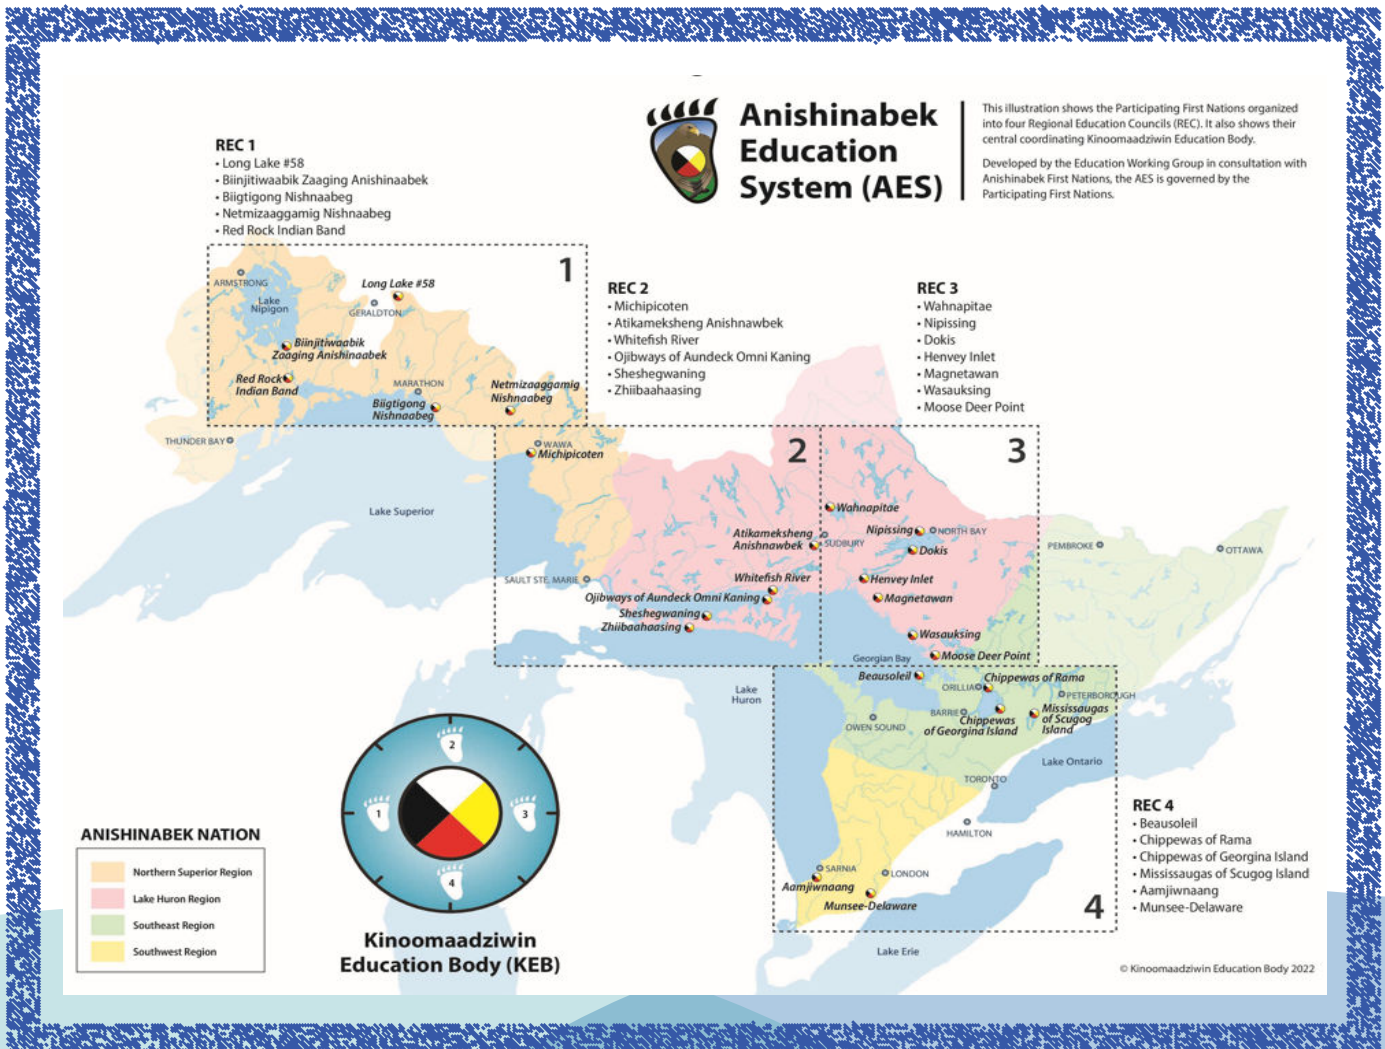 Anishinabek
Education
System (AES)
This illustration shows the Participating First Nations organized
into four Regional Education Councils (REC). It also shows their
central coordinating Kinoomaadziwin Education Body.
Developed by the Education Working Group in consultation with
Anishinabek First Nations, the AES is governed by the
Participating First Nations.
REC 1
• Long Lake #58
• Biinjitiwaabik Zaaging Anishinaabek
• Biigtigong Nishnaabeg
• Netmizaaggamig Nishnaabeg
• Red Rock Indian Band
1
ARMSTRONG
Lake
Nipigon
Long Lake #58
GERALDTON
Biinjitiwaabik
Zaaging Anishinaabek
Red Rock
Indian Band
MARATHON
Biigtigong
Nishnaabeg
Netmizaaggamig
Nishnaabeg
THUNDER BAY
Lake Superior
REC 2
• Michipicoten
• Atikameksheng Anishnawbek
• Whitefish River
• Ojibways of Aundeck Omni Kaning
• Sheshegwaning
• Zhiibaahaasing
REC 3
• Wahnapitae
• Nipissing
• Dokis
• Henvey Inlet
• Magnetawan
• Wasauksing
• Moose Deer Point
2
3
WAWA
Michipicoten
Wahnapitae
Atikameksheng
Anishnawbek
SUDBURY
Nipissing
NORTH BAY
Dokis
PEMBROKE
OTTAWA
SAULT STE. MARIE
Whitefish River
Ojibways of Aundeck Omni Kaning
Sheshegwaning
Zhiibaahaasing
Henvey Inlet
Magnetawan
Wasauksing
Moose Deer Point
Georgian Bay
Beausoleil
Chippewas of Rama
ORILLIA
PETERBOROUGH
Lake
Huron
BARRIE
Chippewas
of Georgina Island
Mississaugas
of Scugog
Island
OWEN SOUND
Lake Ontario
TORONTO
HAMILTON
SARNIA
Aamjiwnaang
LONDON
Munsee-Delaware
4
Lake Erie
REC 4
• Beausoleil
• Chippewas of Rama
• Chippewas of Georgina Island
• Mississaugas of Scugog Island
• Aamjiwnaang
• Munsee-Delaware
ANISHINABEK NATION
Northern Superior Region
Lake Huron Region
Southeast Region
Southwest Region
2
1
3
4
Kinoomaadziwin
Education Body (KEB)
© Kinoomaadziwin Education Body 2022